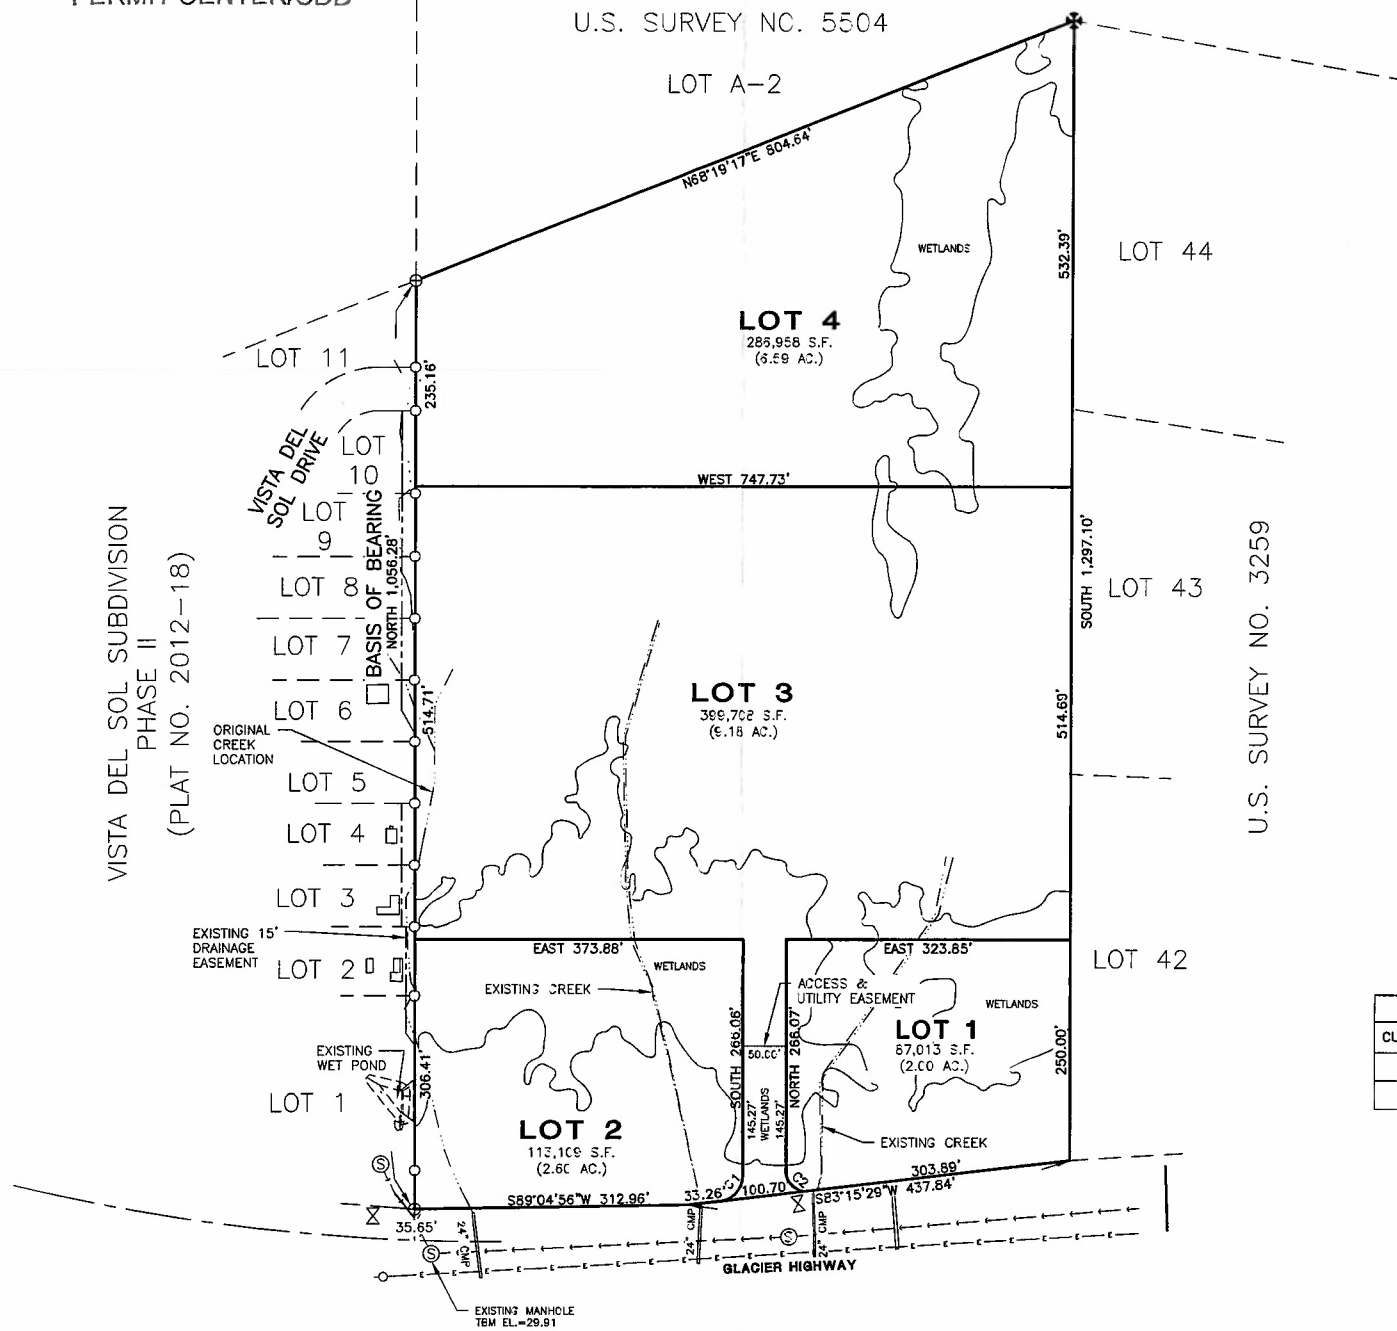 U.S. SURVEY NO. 5504
LOT A-2
N68°19'17"E 804.64'
WETLANDS
532.39'
LOT 44
LOT 4
286,958 S.F.
(6.59 AC.)
LOT 11
235.16'
VISTA DEL
SOL DRIVE
LOT
10
WEST 747.73'
LOT
9
BASIS OF BEARING
NORTH 1,056.28'
SOUTH 1,297.10'
LOT 8
LOT 43
LOT 7
VISTA DEL SOL SUBDIVISION
PHASE II
(PLAT NO. 2012-18)
U.S. SURVEY NO. 3259
LOT 6
514.71'
LOT 3
399,702 S.F.
(9.18 AC.)
514.69'
ORIGINAL
CREEK
LOCATION
LOT 5
LOT 4
LOT 3
EXISTING 15'
DRAINAGE
EASEMENT
EAST 373.88'
EAST 323.85'
LOT 2
WETLANDS
LOT 42
EXISTING CREEK
ACCESS &
UTILITY EASEMENT
WETLANDS
LOT 1
87,013 S.F.
(2.00 AC.)
SOUTH 266.06'
NORTH 266.07'
50.00'
250.00'
EXISTING
WET POND
306.41'
LOT 1
145.27'
WETLANDS
145.27'
LOT 2
113,109 S.F.
(2.60 AC.)
EXISTING CREEK
S
S89°04'56"W 312.96'
33.26'
C1
100.70'
C2
303.89'
S83°15'29"W 437.84'
35.65'
24" CMP
24" CMP
24" CMP
S
S
GLACIER HIGHWAY
EXISTING MANHOLE
TBM EL.=29.91